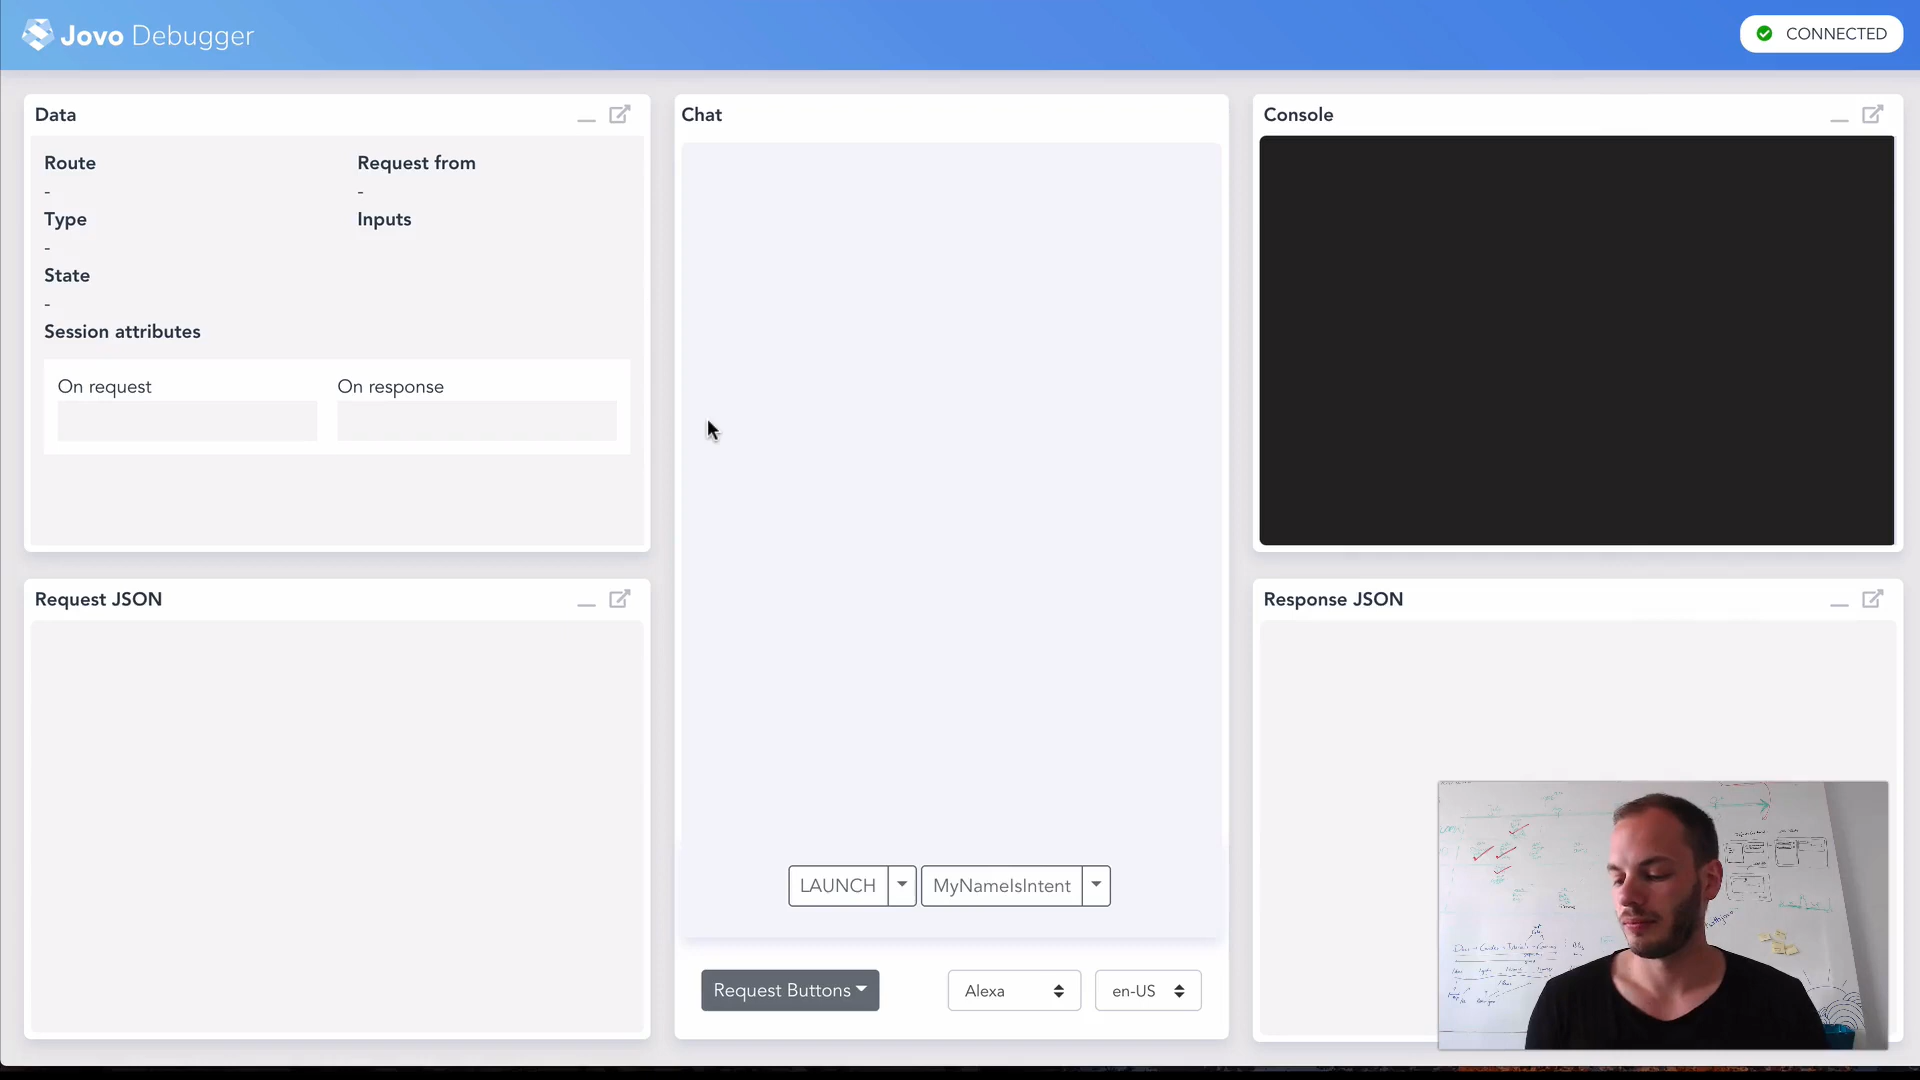 Jovo Debugger
CONNECTED
Data
Route
-
Request from
-
Type
-
Inputs
State
-
Session attributes
On request
On response
Request JSON
Chat
LAUNCH
MyNameIsIntent
Request Buttons
Alexa
en-US
Console
Response JSON